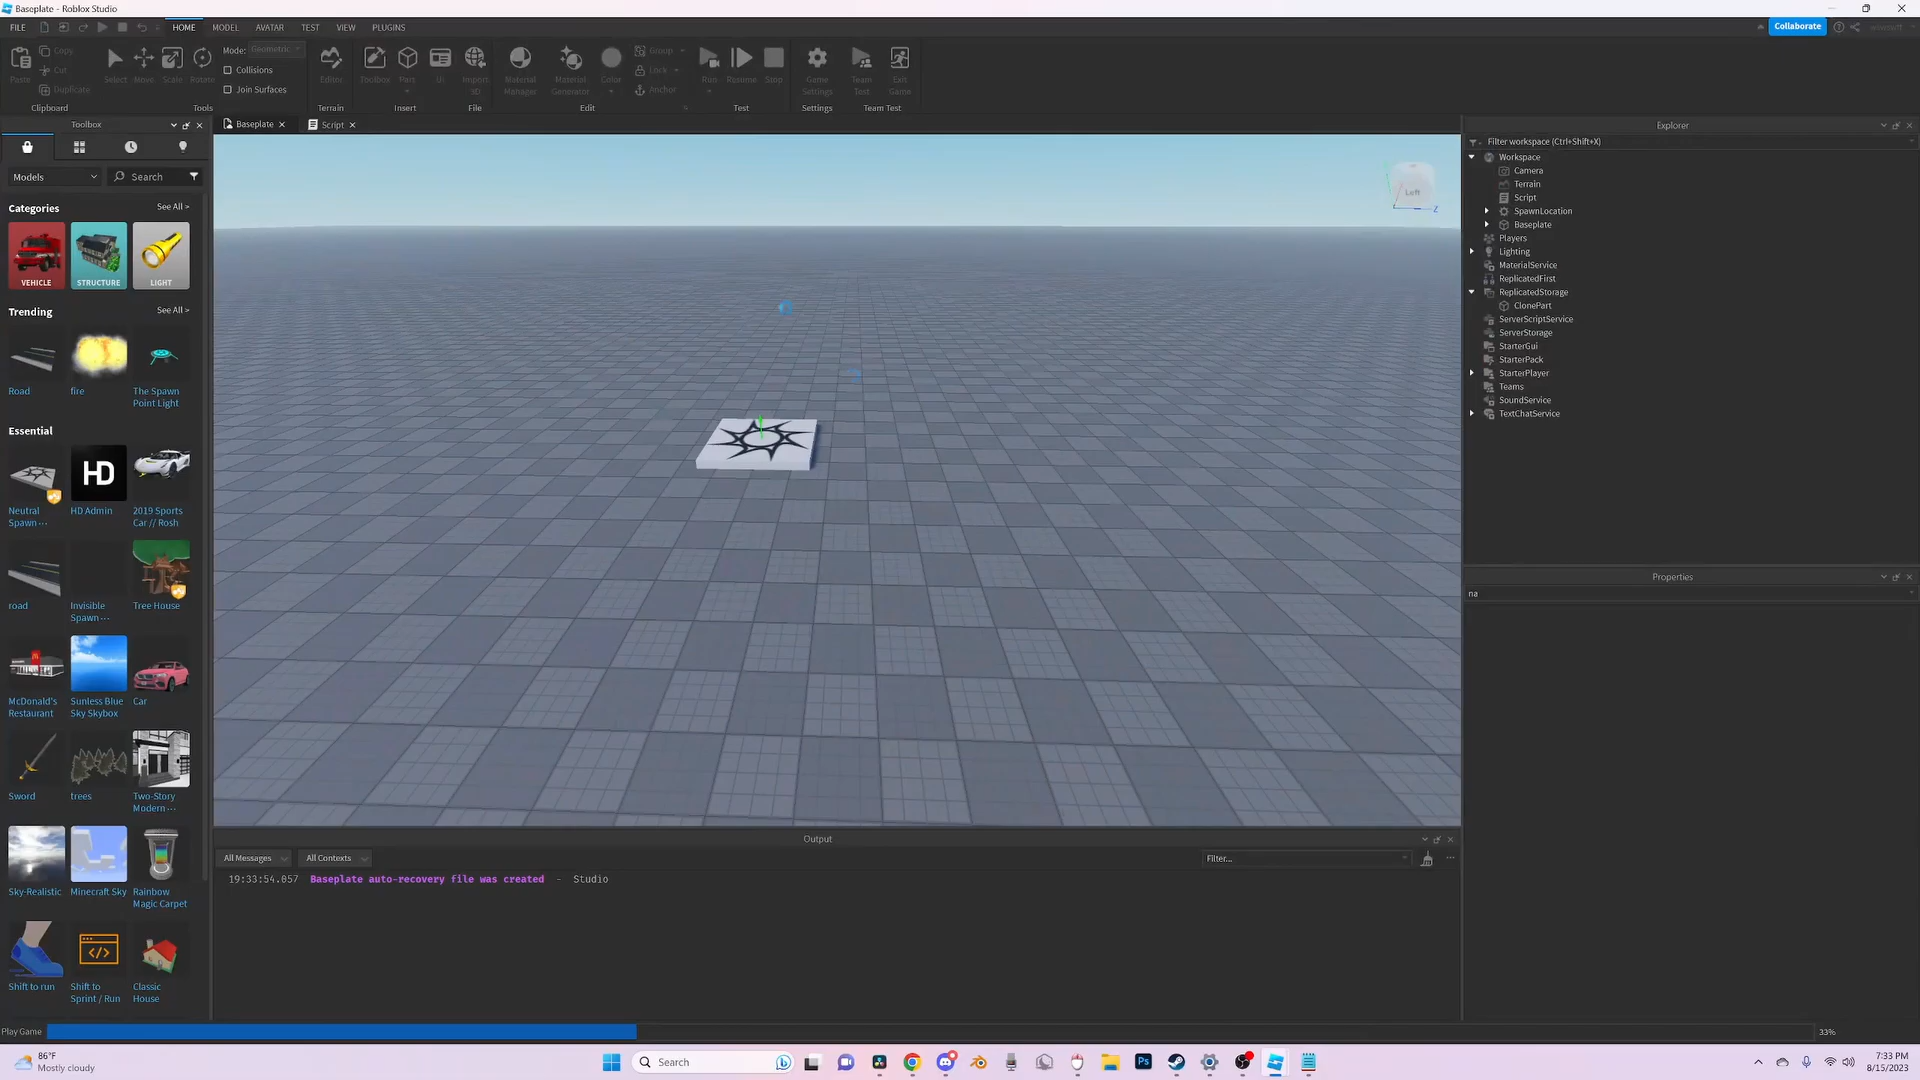 Baseplate - Roblox Studio
FILE
HOME
MODEL
AVATAR
TEST
VIEW
PLUGINS
Collaborate
Copy
Cut
Duplicate
Paste
Select
Move
Scale
Rotate
Mode: Geometric
Collisions
Join Surfaces
Editor
Toolbox
Part
UI
Import 3D
Material Manager
Material Generator
Color
Group
Lock
Anchor
Run
Resume
Stop
Game Settings
Team Test
Exit Game
Clipboard
Tools
Terrain
Insert
File
Edit
Test
Settings
Team Test
Toolbox
Baseplate
Script
Models
Search
Categories
See All >
VEHICLE
STRUCTURE
LIGHT
Trending
See All >
Road
fire
The Spawn Point Light
Essential
HD
Neutral Spawn ...
HD Admin
2019 Sports Car // Rosh
road
Invisible Spawn ...
Tree House
McDonald's Restaurant
Sunless Blue Sky Skybox
Car
Sword
trees
Two-Story Modern ...
Sky-Realistic
Minecraft Sky
Rainbow Magic Carpet
Shift to run
Shift to Sprint / Run
Classic House
Left
Z
Explorer
Filter workspace (Ctrl+Shift+X)
Workspace
Camera
Terrain
Script
SpawnLocation
Baseplate
Players
Lighting
MaterialService
ReplicatedFirst
ReplicatedStorage
ClonePart
ServerScriptService
ServerStorage
StarterGui
StarterPack
StarterPlayer
Teams
SoundService
TextChatService
Properties
na
Output
All Messages
All Contexts
Filter...
19:33:54.057 Baseplate auto-recovery file was created - Studio
Play Game
33%
86°F
Mostly cloudy
Search
Ps
7:33 PM
8/15/2023